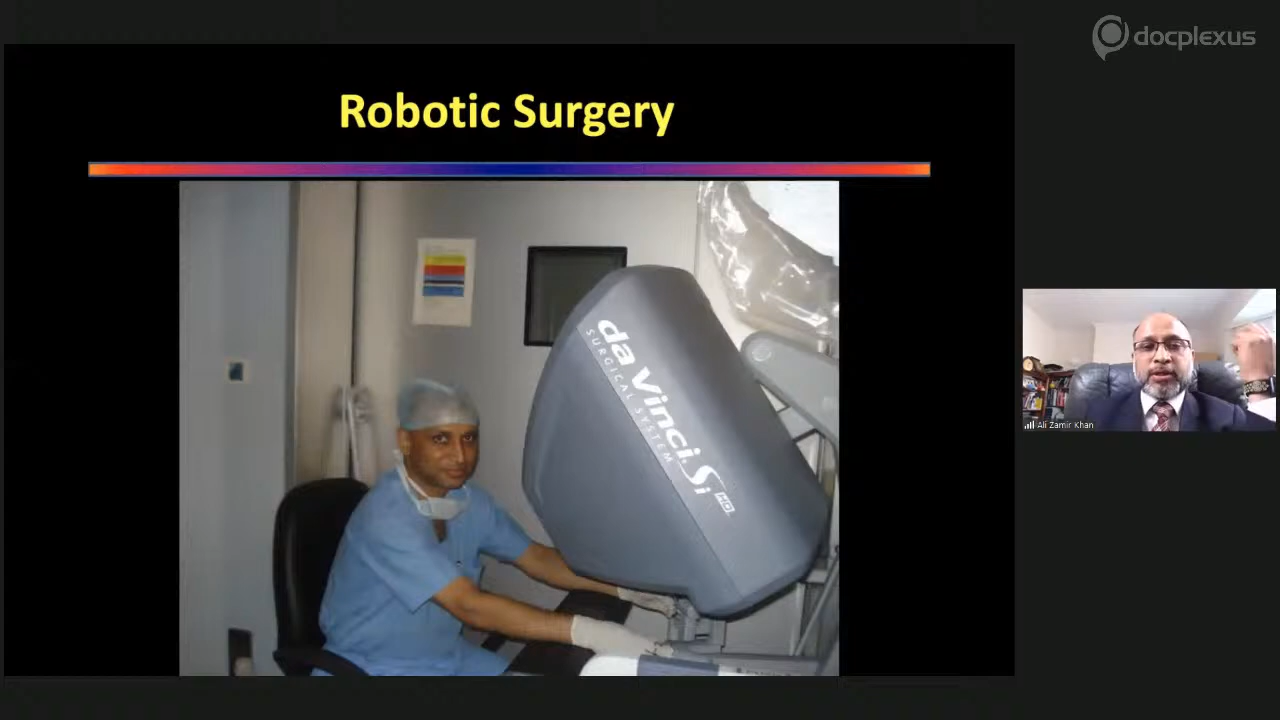 docplexus
Robotic Surgery
da Vinci Si HD
SURGICAL SYSTEM
Ali Zamir Khan